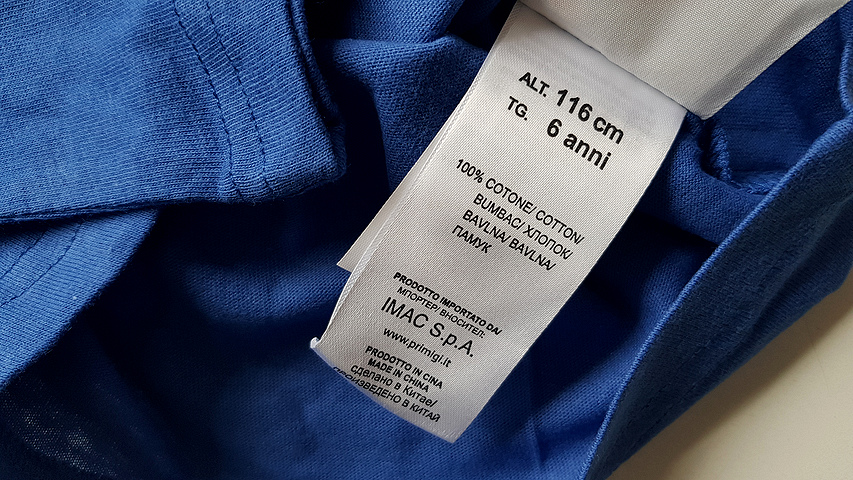 ALT. 116 cm
TG. 6 anni
100% COTONE/ COTTON/
BUMBAC/ ХЛОПОК/
BAVLNA/ BAVLNA/
ПАМУК
PRODOTTO IMPORTATO DA/
МПОРТЕР/ ВНОСИТЕЛ:
IMAC S.p.A.
www.primigi.it
PRODOTTO IN CINA
MADE IN CHINA
сделано в Китае/
ПРОИЗВЕДЕНО В КИТАЙ